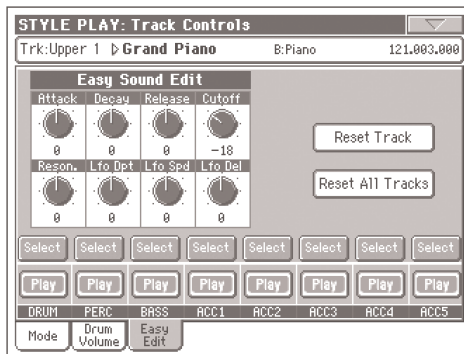 STYLE PLAY: Track Controls
Trk:Upper 1 Grand Piano B:Piano 121.003.000
Easy Sound Edit
Attack Decay Release Cutoff
0 0 0 -18
Reson. Lfo Dpt Lfo Spd Lfo Del
0 0 0 0
Reset Track
Reset All Tracks
Select Select Select Select Select Select Select Select
Play Play Play Play Play Play Play Play
DRUM PERC BASS ACC1 ACC2 ACC3 ACC4 ACC5
Mode Drum Volume Easy Edit